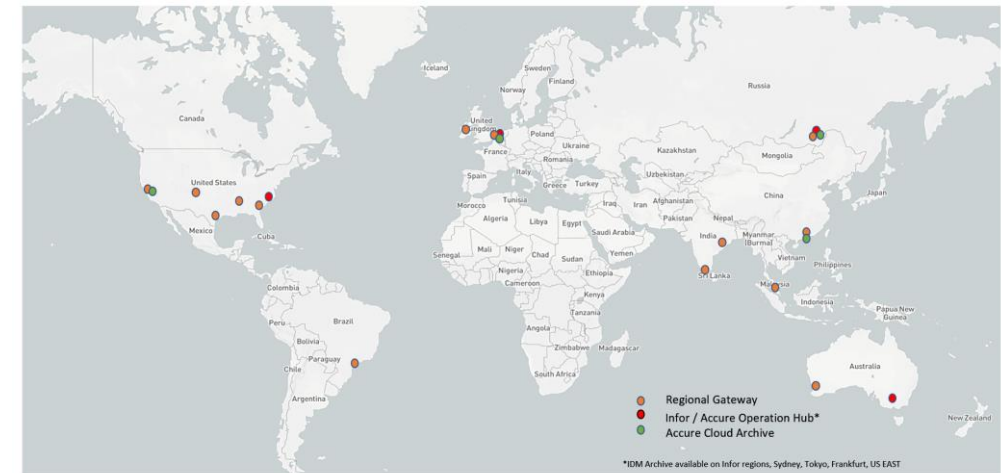 Iceland
Sweden
Finland
Russia
Norway
Canada
United
Kingdom
Poland
Ukraine
France
Kazakhstan
Mongolia
Romania
Italy
Uzbekistan
United States
Spain
Greece
Turkey
Japan
Tunisia
Afghanistan
China
Morocco
Iraq
Iran
Algeria
Libya
Egypt
Pakistan
Nepal
Mexico
Cuba
Saudi Arabia
India
Myanmar
(Burma)
Mali
Niger
Chad
Sudan
Yemen
Vietnam
Senegal
Philippines
Nigeria
Ethiopia
Sri Lanka
Cameroon
Malaysia
Colombia
Kenya
Indonesia
Papua New
Guinea
Peru
Brazil
Tanzania
Bolivia
Angola
Zimbabwe
Madagascar
Paraguay
Chile
Australia
South Africa
Argentina
New Zealand
Regional Gateway
Infor / Accure Operation Hub*
Accure Cloud Archive
*IDM Archive available on Infor regions, Sydney, Tokyo, Frankfurt, US EAST